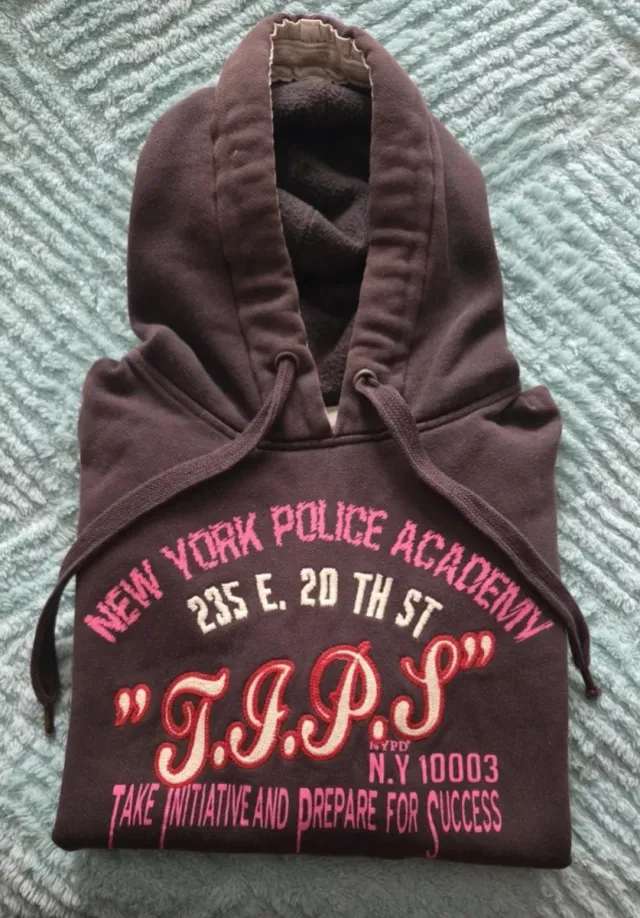 NEW YORK POLICE ACADEMY
235 E. 20 TH ST
"T.I.P.S"
NYPD
N.Y 10003
TAKE INITIATIVE AND PREPARE FOR SUCCESS